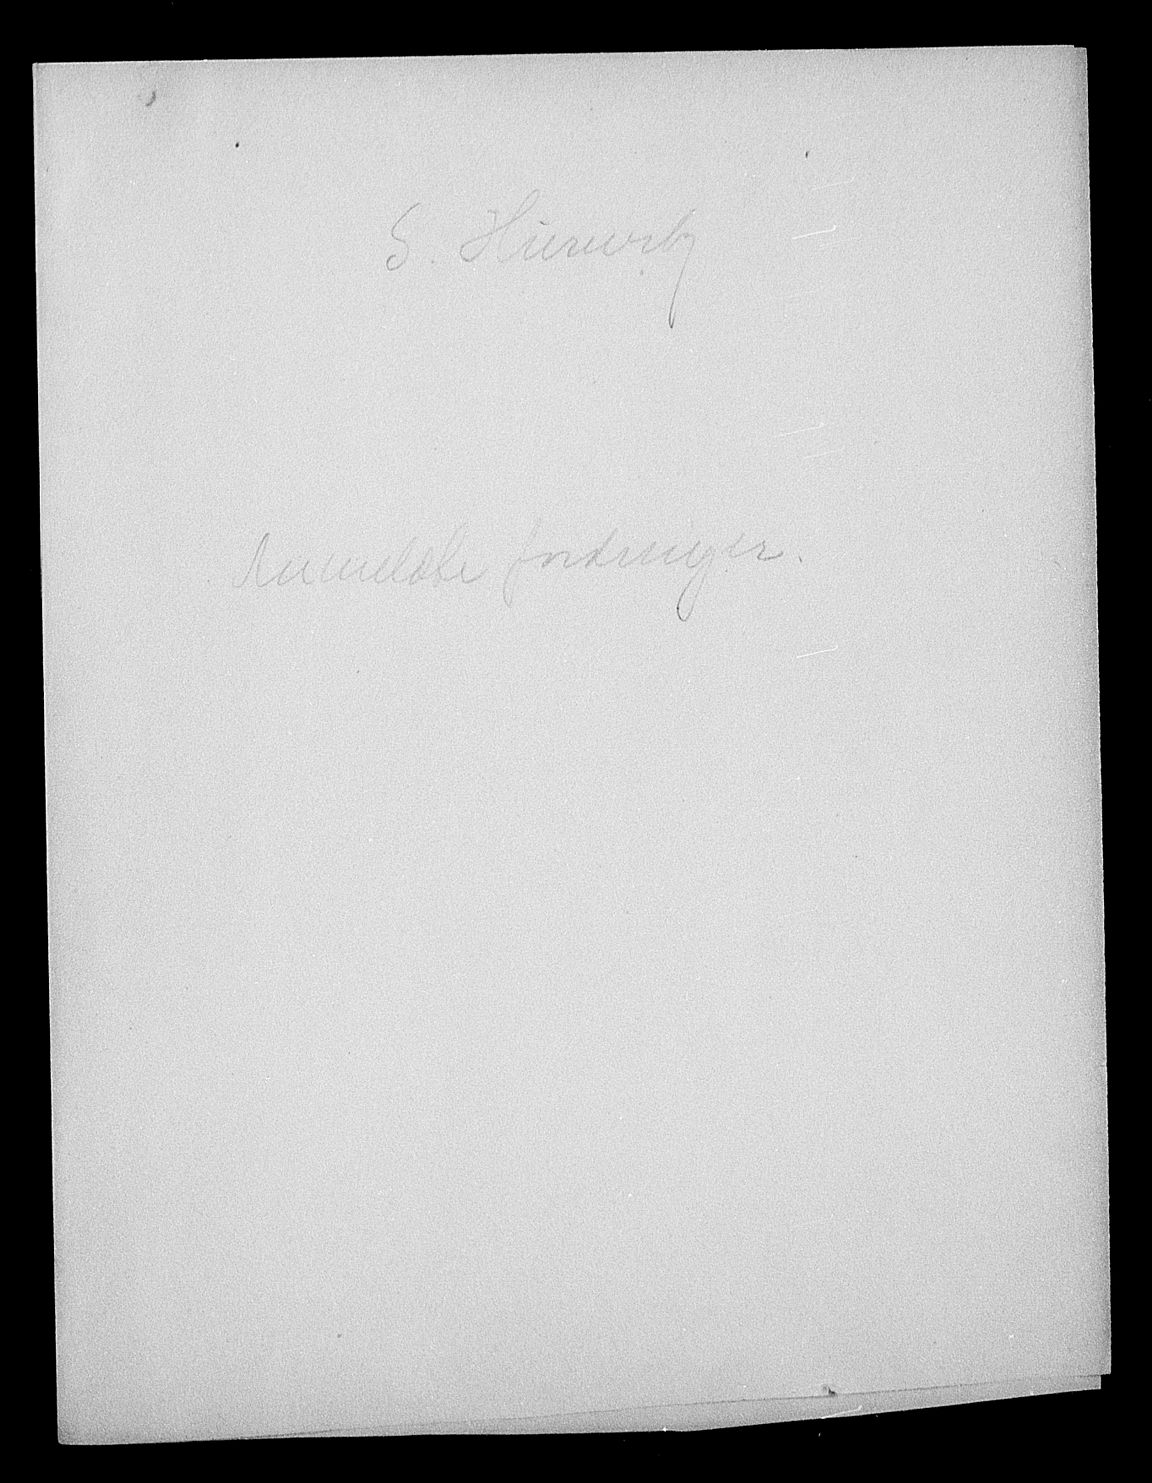 S. Hurwitz
Anmeldte fordringer.